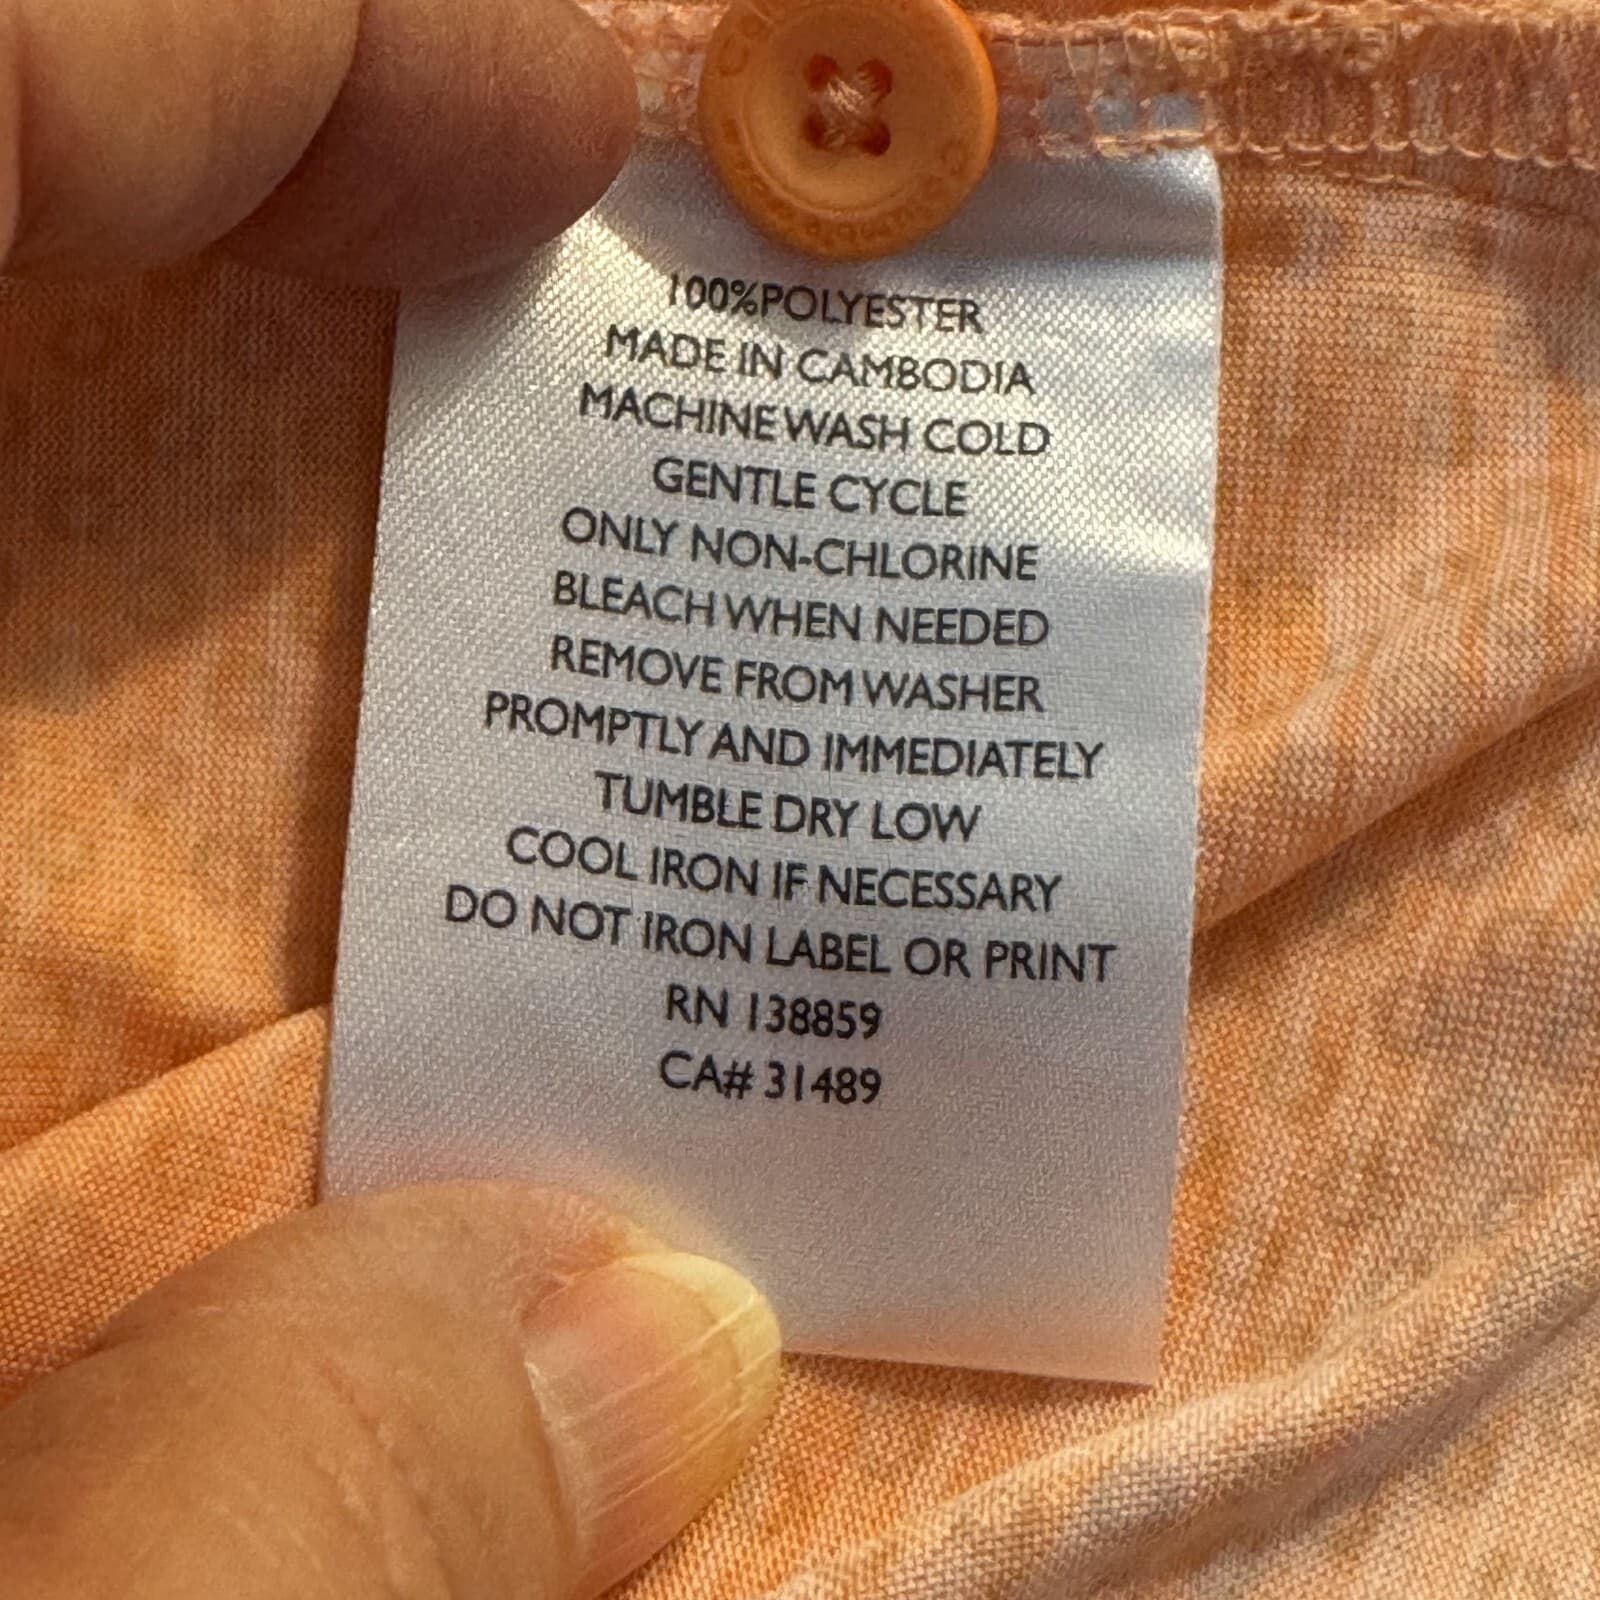 100%POLYESTER
MADE IN CAMBODIA
MACHINE WASH COLD
GENTLE CYCLE
ONLY NON-CHLORINE
BLEACH WHEN NEEDED
REMOVE FROM WASHER
PROMPTLY AND IMMEDIATELY
TUMBLE DRY LOW
COOL IRON IF NECESSARY
DO NOT IRON LABEL OR PRINT
RN 138859
CA# 31489